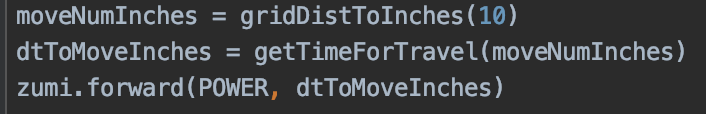 moveNumInches = gridDistToInches(10)
dtToMoveInches = getTimeForTravel(moveNumInches)
zumi.forward(POWER, dtToMoveInches)